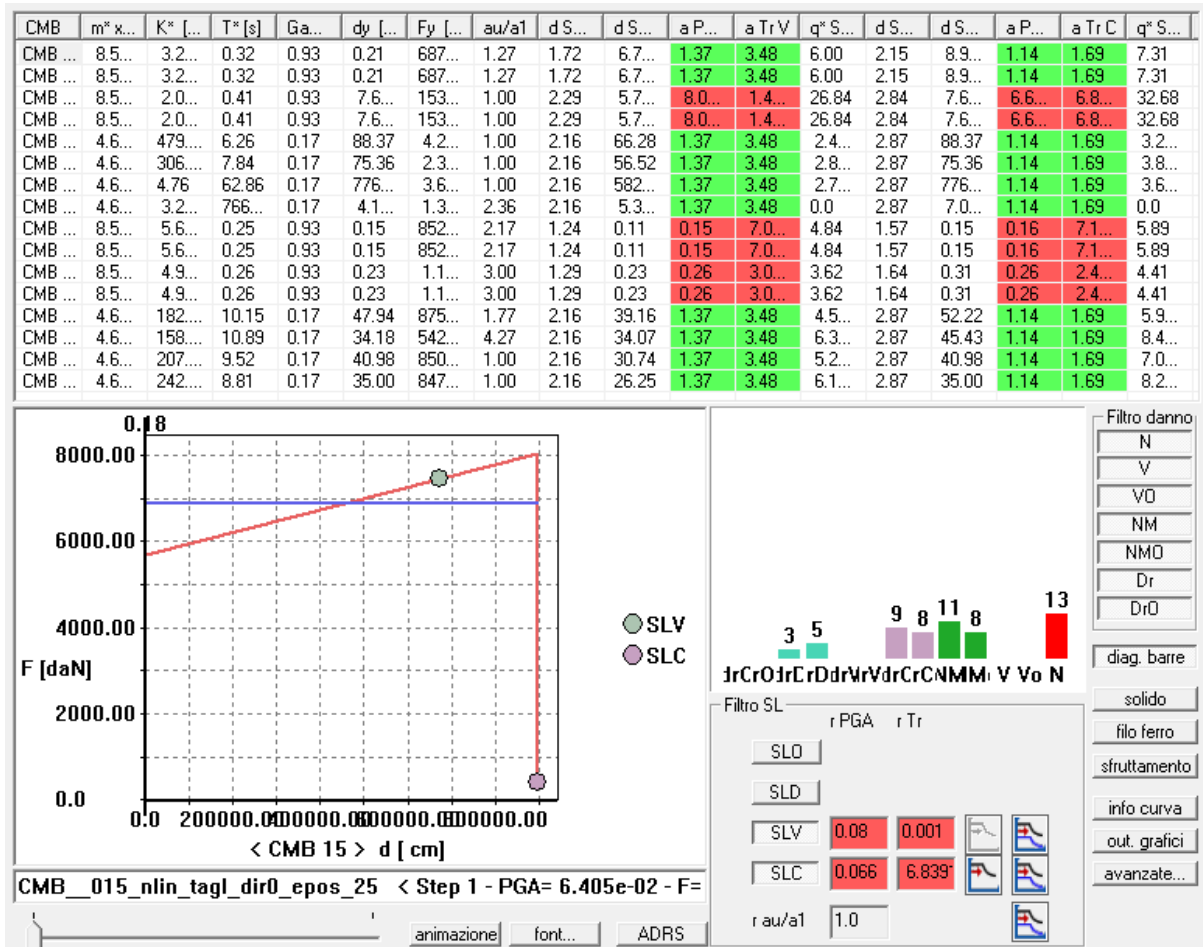 CMB m* x... K* [... T* [s] Ga... dy [... Fy [... au/a1 d S... d S... a P... a Tr V q* S... d S... d S... a P... a Tr C q* S...
CMB ... 8.5... 3.2... 0.32 0.93 0.21 687... 1.27 1.72 6.7... 1.37 3.48 6.00 2.15 8.9... 1.14 1.69 7.31
CMB ... 8.5... 3.2... 0.32 0.93 0.21 687... 1.27 1.72 6.7... 1.37 3.48 6.00 2.15 8.9... 1.14 1.69 7.31
CMB ... 8.5... 2.0... 0.41 0.93 7.6... 153... 1.00 2.29 5.7... 8.0... 1.4... 26.84 2.84 7.6... 6.6... 6.8... 32.68
CMB ... 8.5... 2.0... 0.41 0.93 7.6... 153... 1.00 2.29 5.7... 8.0... 1.4... 26.84 2.84 7.6... 6.6... 6.8... 32.68
CMB ... 4.6... 479.... 6.26 0.17 88.37 4.2... 1.00 2.16 66.28 1.37 3.48 2.4... 2.87 88.37 1.14 1.69 3.2...
CMB ... 4.6... 306.... 7.84 0.17 75.36 2.3... 1.00 2.16 56.52 1.37 3.48 2.8... 2.87 75.36 1.14 1.69 3.8...
CMB ... 4.6... 4.76 62.86 0.17 776... 3.6... 1.00 2.16 582... 1.37 3.48 2.7... 2.87 776... 1.14 1.69 3.6...
CMB ... 4.6... 3.2... 766... 0.17 4.1... 1.3... 2.36 2.16 5.3... 1.37 3.48 0.0 2.87 7.0... 1.14 1.69 0.0
CMB ... 8.5... 5.6... 0.25 0.93 0.15 852... 2.17 1.24 0.11 0.15 7.0... 4.84 1.57 0.15 0.16 7.1... 5.89
CMB ... 8.5... 5.6... 0.25 0.93 0.15 852... 2.17 1.24 0.11 0.15 7.0... 4.84 1.57 0.15 0.16 7.1... 5.89
CMB ... 8.5... 4.9... 0.26 0.93 0.23 1.1... 3.00 1.29 0.23 0.26 3.0... 3.62 1.64 0.31 0.26 2.4... 4.41
CMB ... 8.5... 4.9... 0.26 0.93 0.23 1.1... 3.00 1.29 0.23 0.26 3.0... 3.62 1.64 0.31 0.26 2.4... 4.41
CMB ... 4.6... 182.... 10.15 0.17 47.94 875... 1.77 2.16 39.16 1.37 3.48 4.5... 2.87 52.22 1.14 1.69 5.9...
CMB ... 4.6... 158.... 10.89 0.17 34.18 542... 4.27 2.16 34.07 1.37 3.48 6.3... 2.87 45.43 1.14 1.69 8.4...
CMB ... 4.6... 207.... 9.52 0.17 40.98 850... 1.00 2.16 30.74 1.37 3.48 5.2... 2.87 40.98 1.14 1.69 7.0...
CMB ... 4.6... 242.... 8.81 0.17 35.00 847... 1.00 2.16 26.25 1.37 3.48 6.1... 2.87 35.00 1.14 1.69 8.2...
0.18
8000.00
6000.00
4000.00
F [daN]
2000.00
0.0
0.0
< CMB 15 > d [ cm]
SLV
SLC
CMB__015_nlin_tagl_dir0_epos_25 < Step 1 - PGA= 6.405e-02 - F=
animazione font... ADRS
3 5 9 8 11 8 13
V Vo N
Filtro SL
r PGA r Tr
SLO
SLD
SLV 0.08 0.001
SLC 0.066 6.839
r au/a1 1.0
Filtro danno
N
V
VO
NM
NMO
Dr
DrO
diag. barre
solido
filo ferro
sfruttamento
info curva
out. grafici
avanzate...